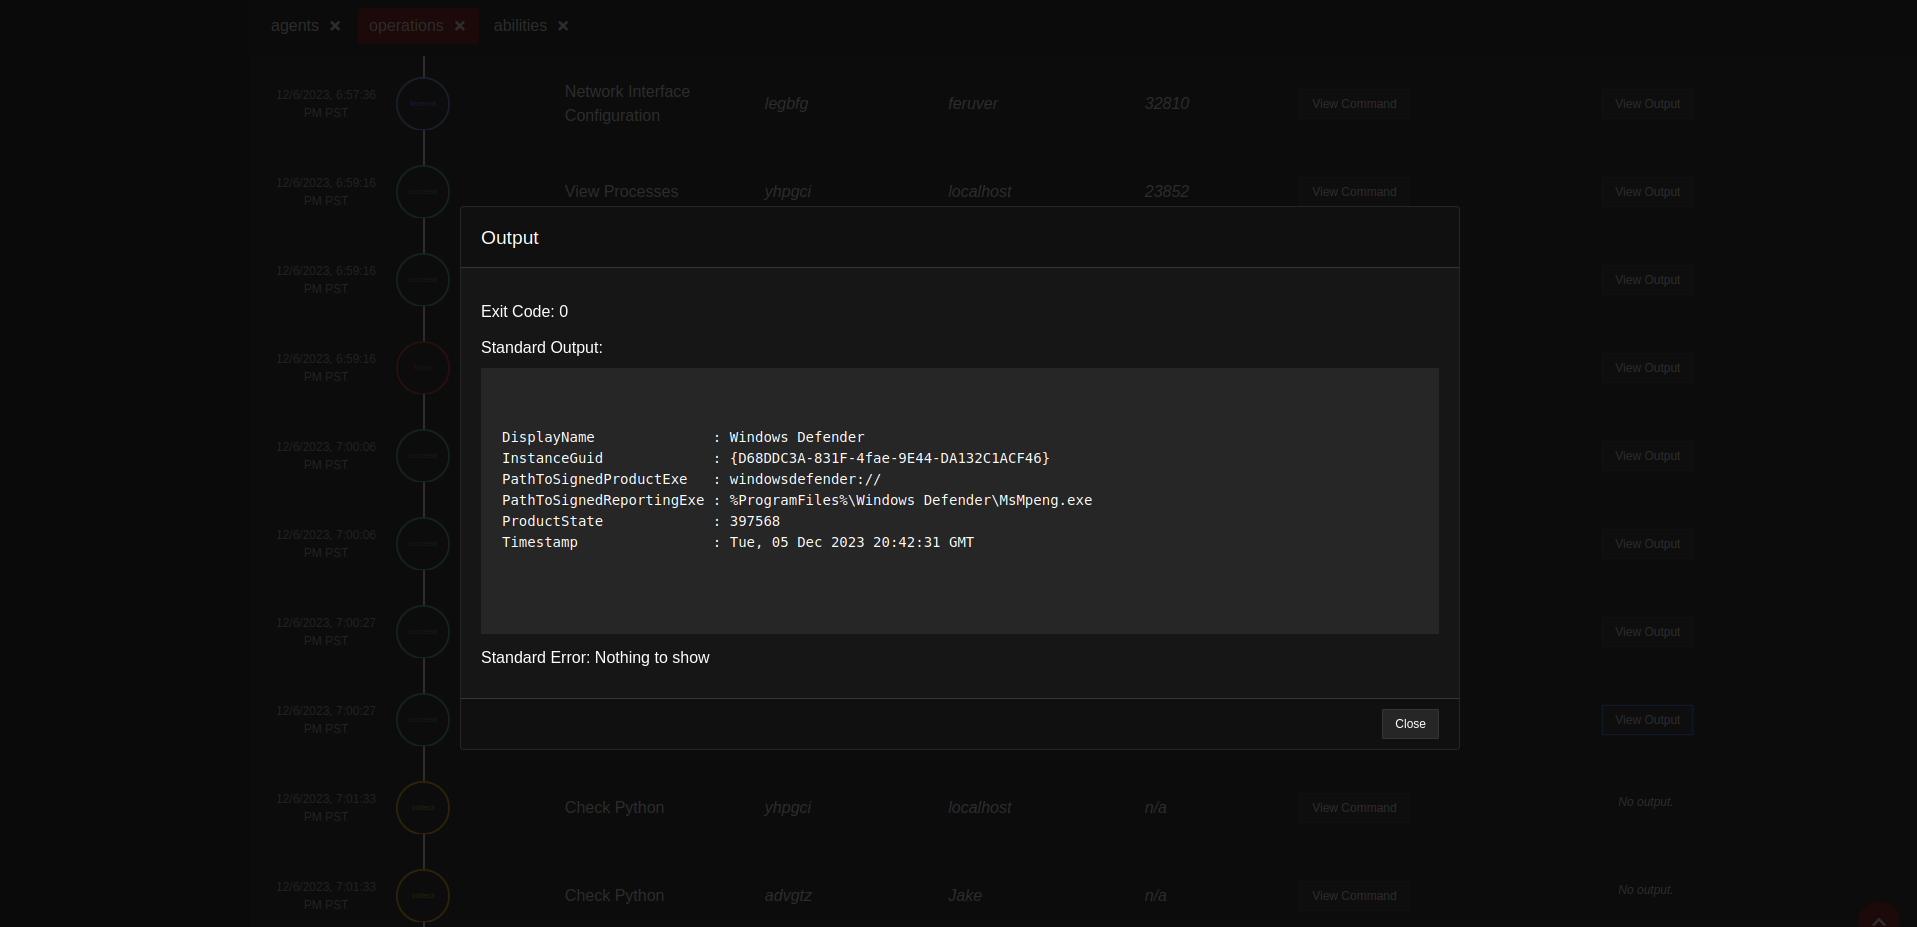 agents ✖ operations ✖ abilities ✖
12/6/2023, 6:57:36
PM PST
Network Interface
Configuration
legbfg feruver 32810 View Command View Output
12/6/2023, 6:59:16
PM PST
success View Processes yhpgci localhost 23852 View Command View Output
Output
Exit Code: 0
Standard Output:
DisplayName : Windows Defender
InstanceGuid : {D68DDC3A-831F-4fae-9E44-DA132C1ACF46}
PathToSignedProductExe : windowsdefender://
PathToSignedReportingExe : %ProgramFiles%\Windows Defender\MsMpeng.exe
ProductState : 397568
Timestamp : Tue, 05 Dec 2023 20:42:31 GMT
Standard Error: Nothing to show
Close
12/6/2023, 6:59:16
PM PST
success View Output
12/6/2023, 6:59:16
PM PST
View Output
12/6/2023, 7:00:06
PM PST
success View Output
12/6/2023, 7:00:06
PM PST
success View Output
12/6/2023, 7:00:27
PM PST
success View Output
12/6/2023, 7:00:27
PM PST
success View Output
12/6/2023, 7:01:33
PM PST
Check Python yhpgci localhost n/a View Command No output.
12/6/2023, 7:01:33
PM PST
Check Python advgtz Jake n/a View Command No output.